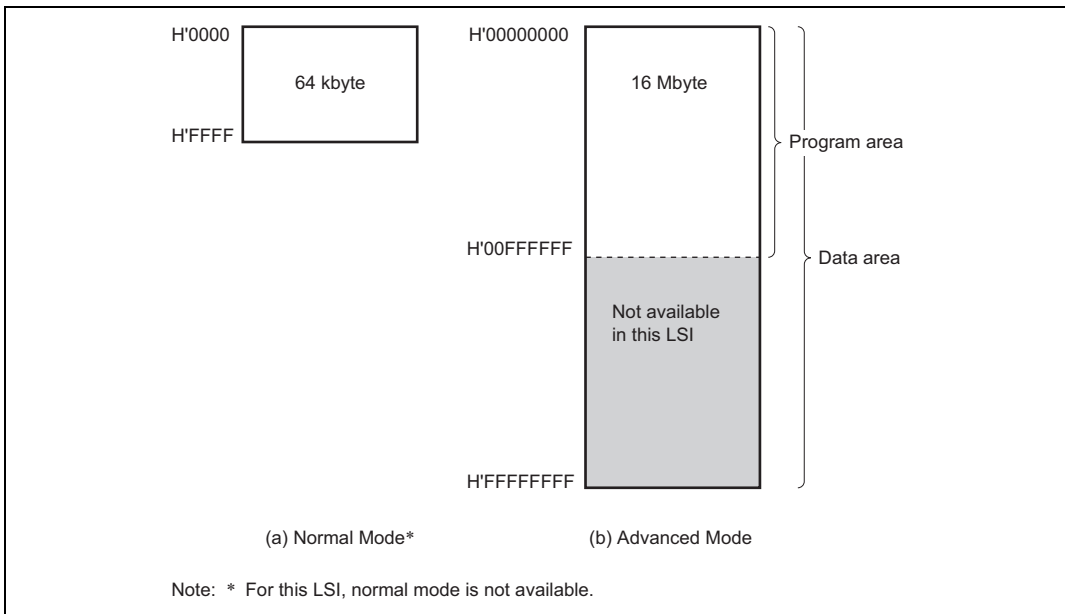 H'0000
64 kbyte
H'FFFF
H'00000000
16 Mbyte
Program area
H'00FFFFFF
Data area
Not available
in this LSI
H'FFFFFFFF
(a) Normal Mode*
(b) Advanced Mode
Note: * For this LSI, normal mode is not available.